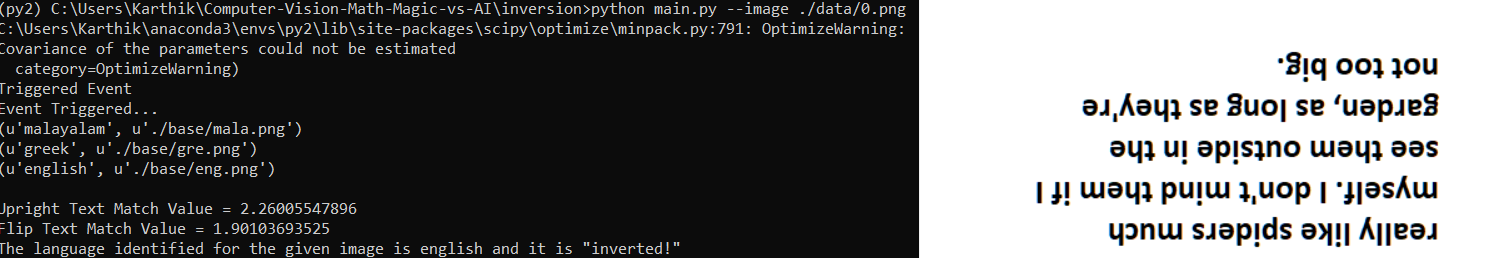 (py2) C:\Users\Karthik\Computer-Vision-Math-Magic-vs-AI\inversion>python main.py --image ./data/0.png
C:\Users\Karthik\anaconda3\envs\py2\lib\site-packages\scipy\optimize\minpack.py:791: OptimizeWarning:
Covariance of the parameters could not be estimated
  category=OptimizeWarning)
Triggered Event
Event Triggered...
(u'malayalam', u'./base/mala.png')
(u'greek', u'./base/gre.png')
(u'english', u'./base/eng.png')

Upright Text Match Value = 2.26005547896
Flip Text Match Value = 1.90103693525
The language identified for the given image is english and it is "inverted!"
really like spiders much
myself. I don't mind them if I
see them outside in the
garden, as long as they're
not too big.